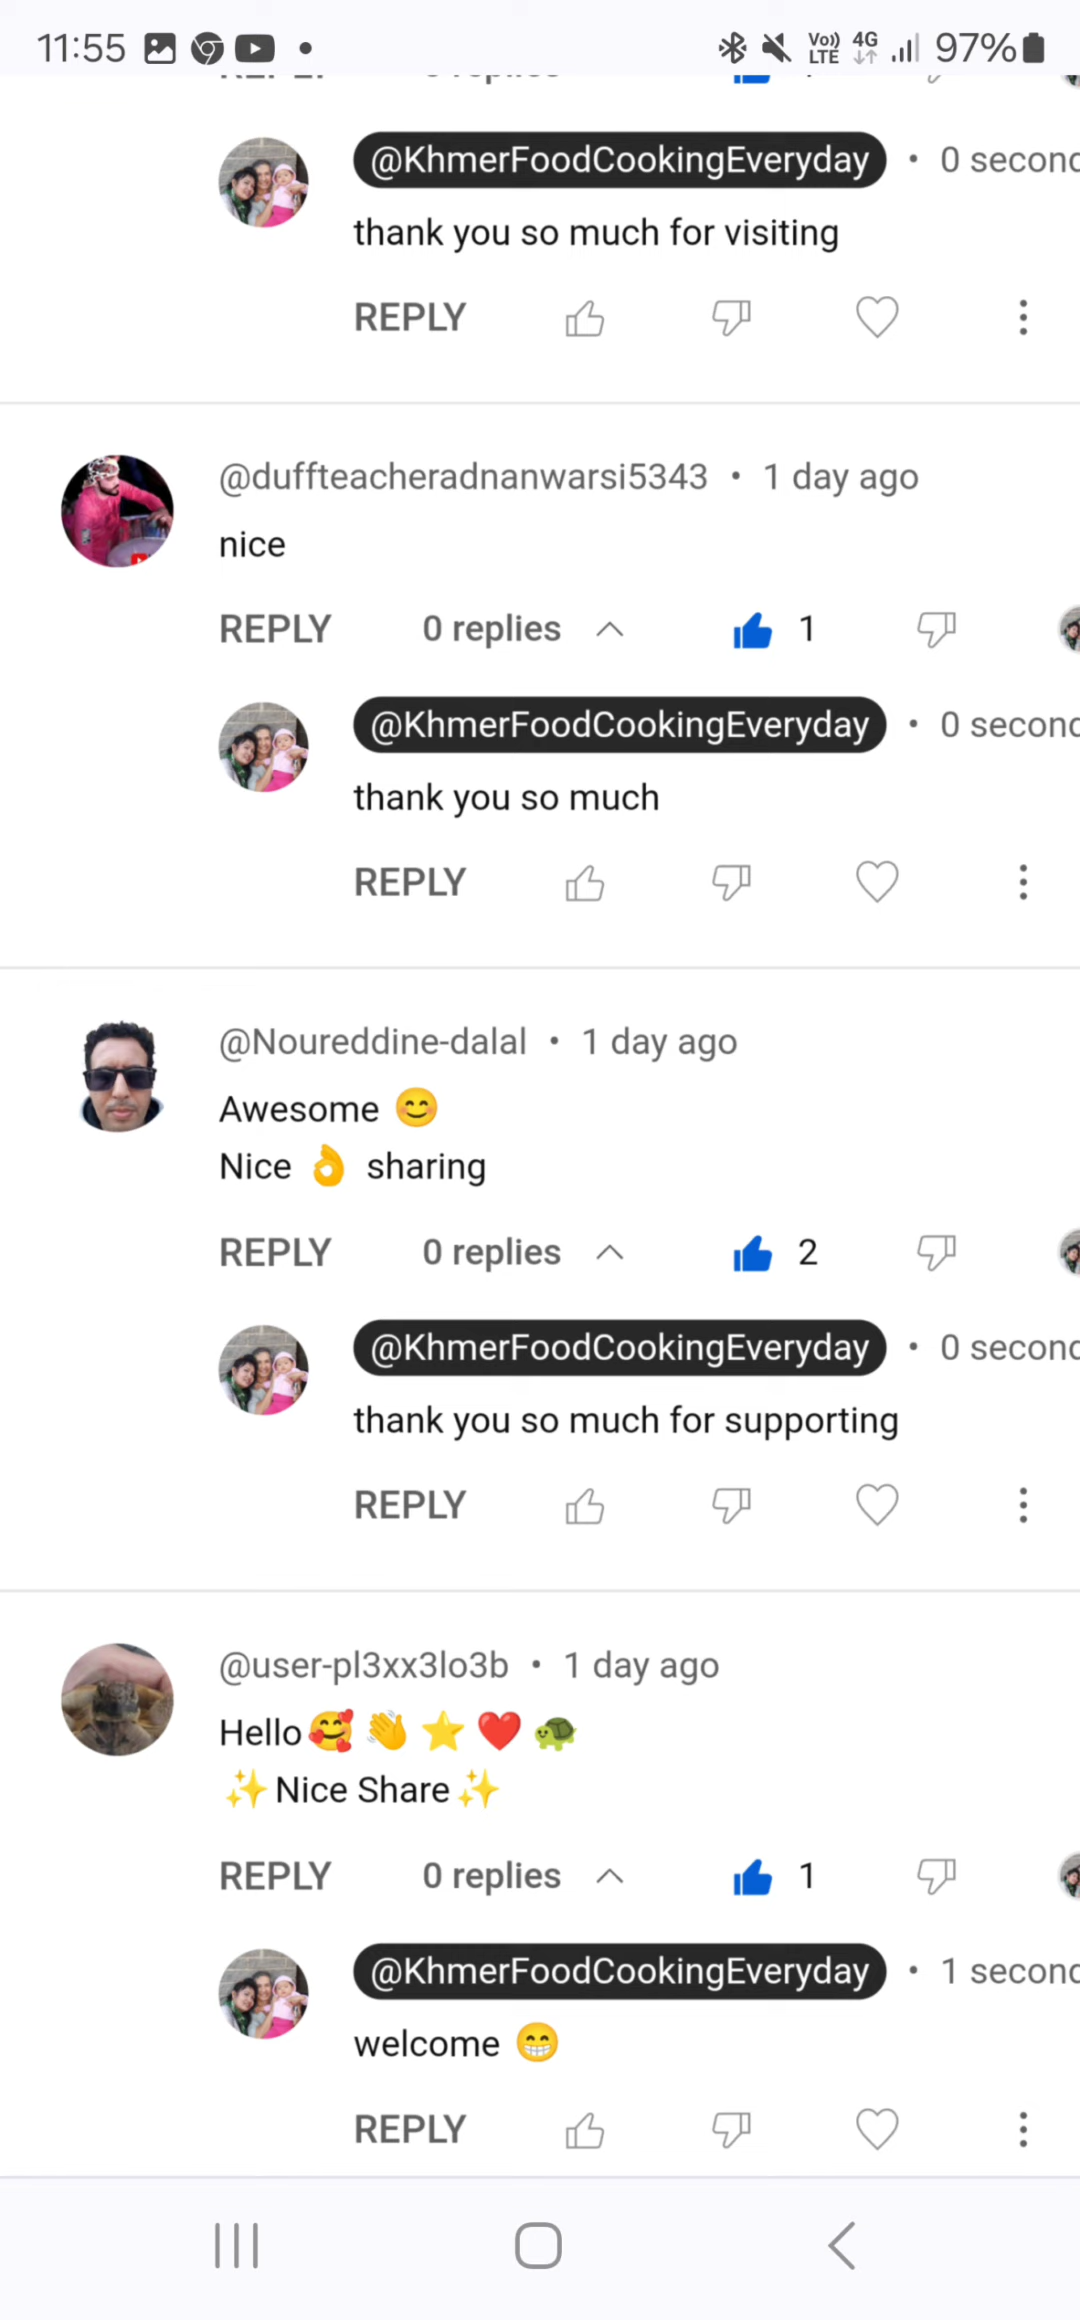 11:55 Vo)) LTE 4G 97%
@KhmerFoodCookingEveryday • 0 second
thank you so much for visiting
REPLY
@duffteacheradnanwarsi5343 • 1 day ago
nice
REPLY 0 replies 1
@KhmerFoodCookingEveryday • 0 second
thank you so much
REPLY
@Noureddine-dalal • 1 day ago
Awesome 😊
Nice 👌 sharing
REPLY 0 replies 2
@KhmerFoodCookingEveryday • 0 second
thank you so much for supporting
REPLY
@user-pl3xx3lo3b • 1 day ago
Hello🥰👋⭐❤️🐢
✨Nice Share✨
REPLY 0 replies 1
@KhmerFoodCookingEveryday • 1 second
welcome 😁
REPLY